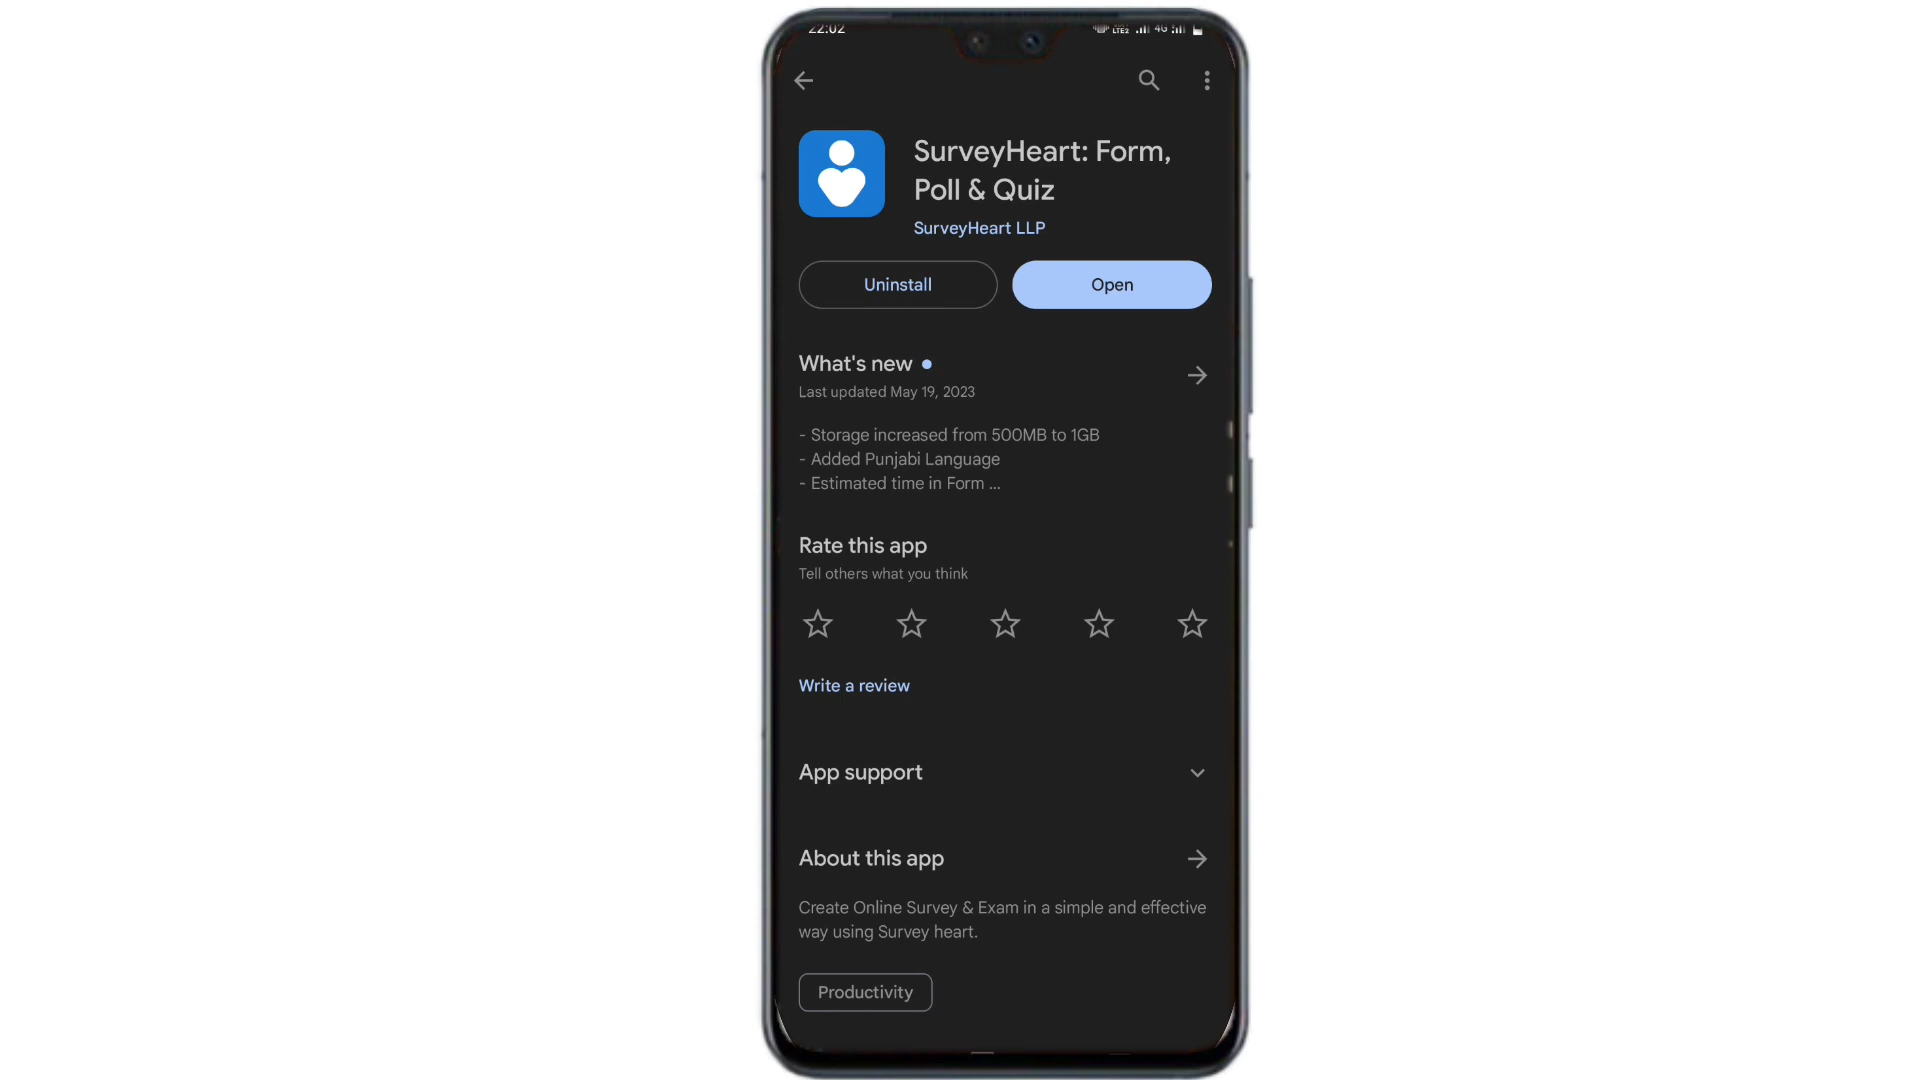 22:02
LTE2 4G
SurveyHeart: Form,
Poll & Quiz
SurveyHeart LLP
Uninstall
Open
What's new
Last updated May 19, 2023
- Storage increased from 500MB to 1GB
- Added Punjabi Language
- Estimated time in Form ...
Rate this app
Tell others what you think
Write a review
App support
About this app
Create Online Survey & Exam in a simple and effective
way using Survey heart.
Productivity